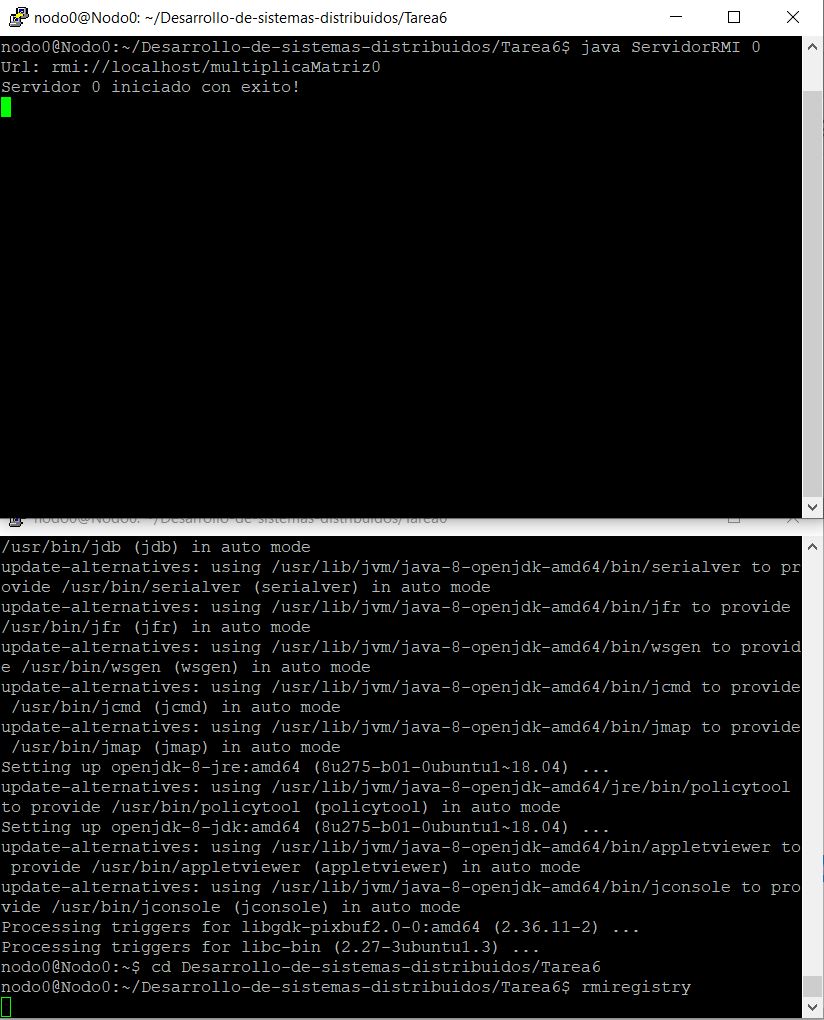 nodo0@Nodo0: ~/Desarrollo-de-sistemas-distribuidos/Tarea6
nodo0@Nodo0:~/Desarrollo-de-sistemas-distribuidos/Tarea6$ java ServidorRMI 0
Url: rmi://localhost/multiplicaMatriz0
Servidor 0 iniciado con exito!
nodo0@Nodo0: ~/Desarrollo-de-sistemas-distribuidos/Tarea6
/usr/bin/jdb (jdb) in auto mode
update-alternatives: using /usr/lib/jvm/java-8-openjdk-amd64/bin/serialver to pr
ovide /usr/bin/serialver (serialver) in auto mode
update-alternatives: using /usr/lib/jvm/java-8-openjdk-amd64/bin/jfr to provide
/usr/bin/jfr (jfr) in auto mode
update-alternatives: using /usr/lib/jvm/java-8-openjdk-amd64/bin/wsgen to provid
e /usr/bin/wsgen (wsgen) in auto mode
update-alternatives: using /usr/lib/jvm/java-8-openjdk-amd64/bin/jcmd to provide
 /usr/bin/jcmd (jcmd) in auto mode
update-alternatives: using /usr/lib/jvm/java-8-openjdk-amd64/bin/jmap to provide
 /usr/bin/jmap (jmap) in auto mode
Setting up openjdk-8-jre:amd64 (8u275-b01-0ubuntu1~18.04) ...
update-alternatives: using /usr/lib/jvm/java-8-openjdk-amd64/jre/bin/policytool
to provide /usr/bin/policytool (policytool) in auto mode
Setting up openjdk-8-jdk:amd64 (8u275-b01-0ubuntu1~18.04) ...
update-alternatives: using /usr/lib/jvm/java-8-openjdk-amd64/bin/appletviewer to
 provide /usr/bin/appletviewer (appletviewer) in auto mode
update-alternatives: using /usr/lib/jvm/java-8-openjdk-amd64/bin/jconsole to pro
vide /usr/bin/jconsole (jconsole) in auto mode
Processing triggers for libgdk-pixbuf2.0-0:amd64 (2.36.11-2) ...
Processing triggers for libc-bin (2.27-3ubuntu1.3) ...
nodo0@Nodo0:~$ cd Desarrollo-de-sistemas-distribuidos/Tarea6
nodo0@Nodo0:~/Desarrollo-de-sistemas-distribuidos/Tarea6$ rmiregistry